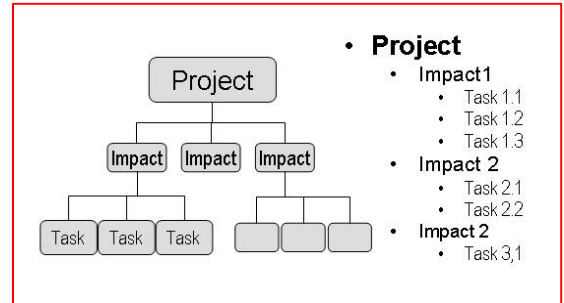 Project
Impact Impact Impact
Task Task Task
• Project
• Impact1
• Task 1.1
• Task 1.2
• Task 1.3
• Impact 2
• Task 2.1
• Task 2.2
• Impact 2
• Task 3,1